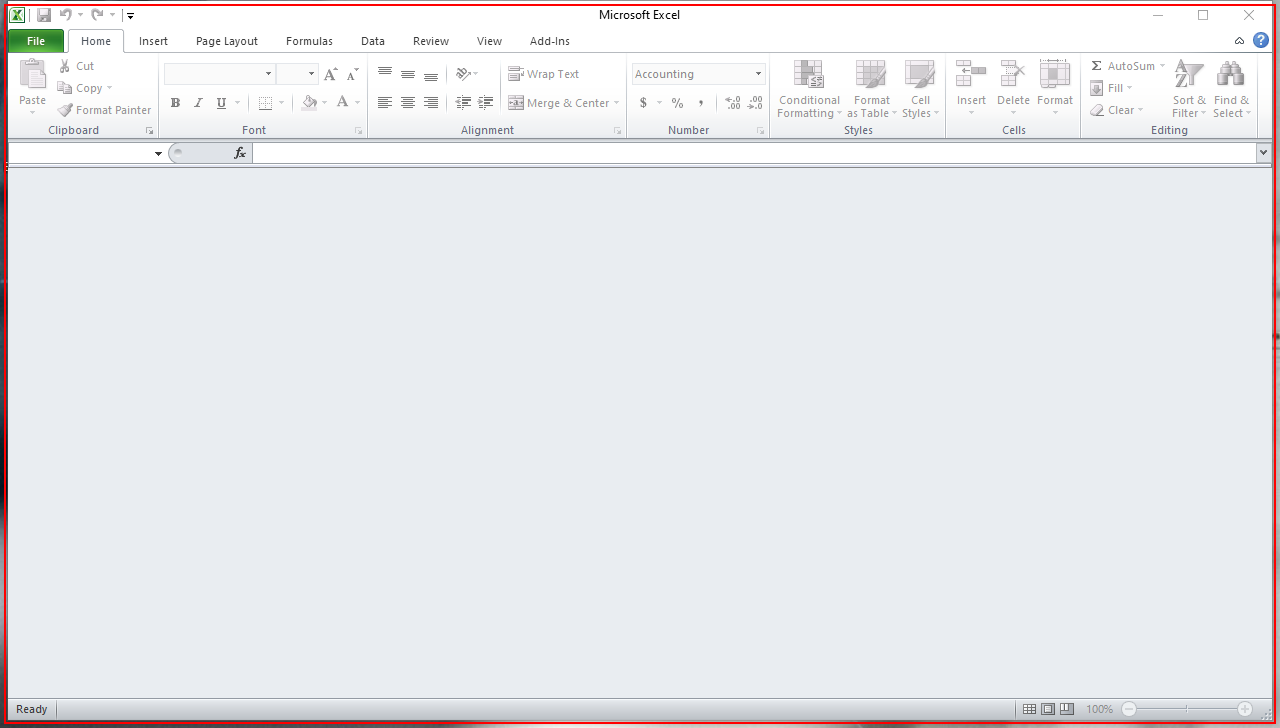 Microsoft Excel
File Home Insert Page Layout Formulas Data Review View Add-Ins
Paste
Cut
Copy
Format Painter
Clipboard
B I U A
Font
Wrap Text
Merge & Center
Alignment
Accounting
$ % ,
Number
Conditional
Formatting
Format
as Table
Cell
Styles
Styles
Insert
Delete
Format
Cells
Σ AutoSum
Fill
Clear
Sort &
Filter
Find &
Select
Editing
fx
Ready
100%